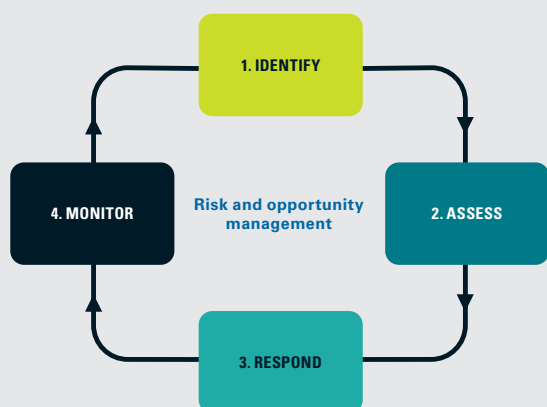 1. IDENTIFY
4. MONITOR
Risk and opportunity
management
2. ASSESS
3. RESPOND